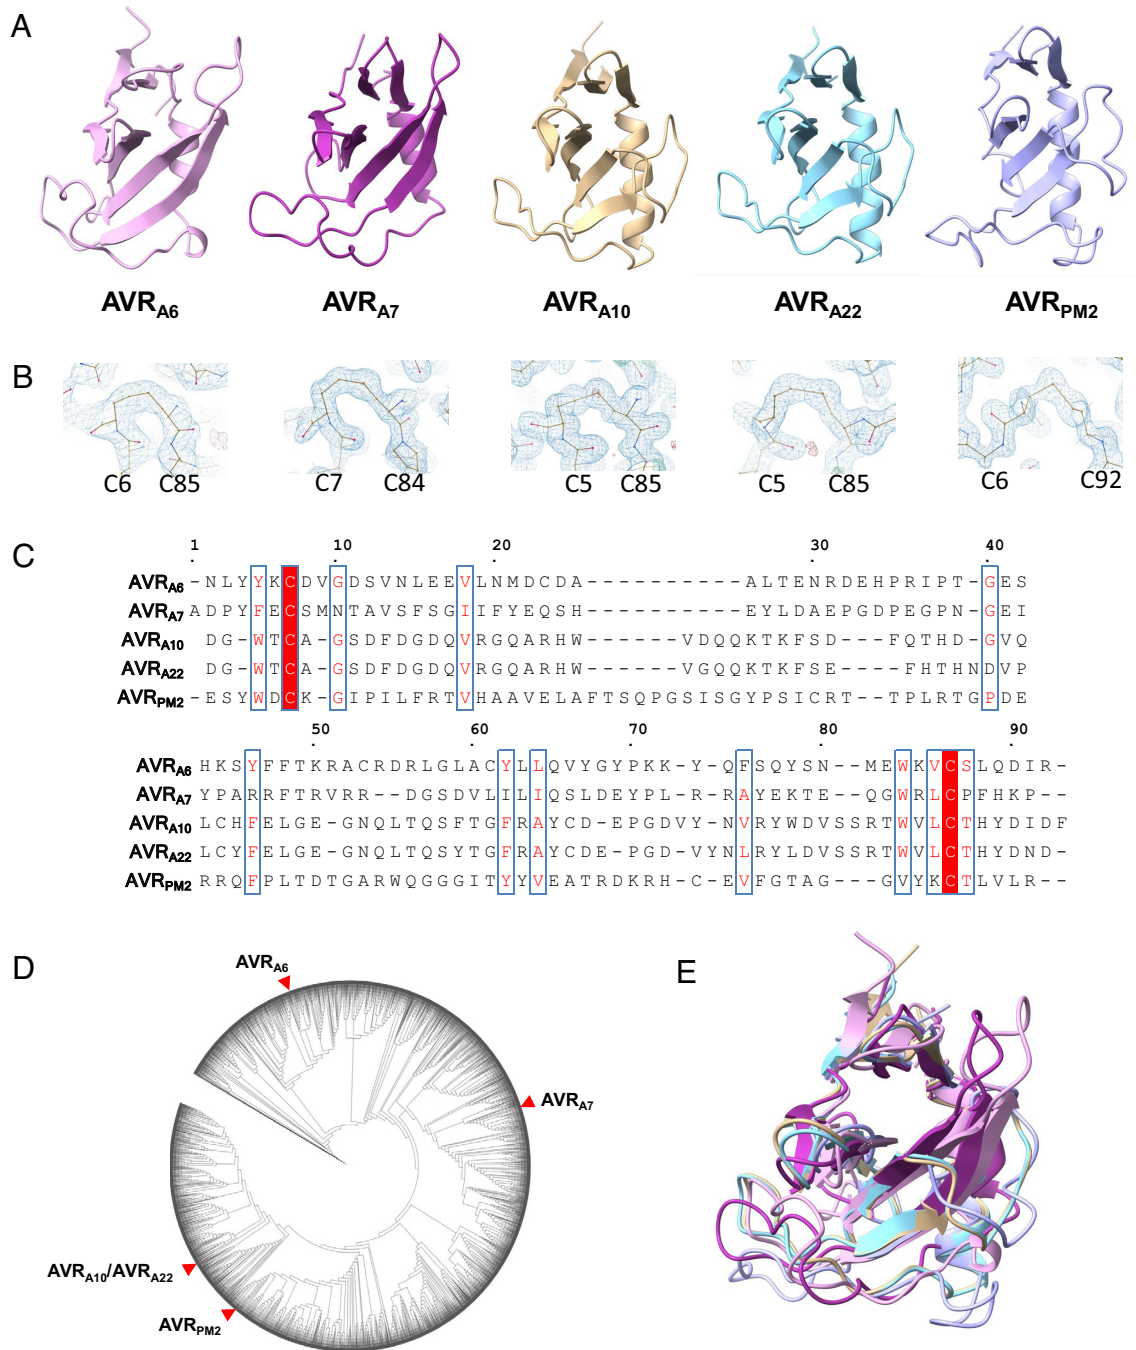 A
AVRA6 AVRA7 AVRA10 AVRA22 AVRPM2
B
C6 C85 C7 C84 C5 C85 C5 C85 C6 C92
C
1 10 20 30 40
AVRA6 -NLYYKCDVGDSVNLEEVLNMDCDA----------ALTENRDEHPRIPT-GES
AVRA7 ADPYFECSMNTAVSFSGIIFYEQSH----------EYLDAEPGDPEGPN-GEI
AVRA10 DG-WTCA-GSDFDGDQVRGQARHW------VDQQKTKFSD---FQTHD-GVQ
AVRA22 DG-WTCA-GSDFDGDQVRGQARHW------VGQQKTKFSE---FHTHNDVP
AVRPM2 -ESYWDCK-GIPILFRTVHAAVELAFTSQPGSISGYPSICRT--TPLRTGPDE
50 60 70 80 90
AVRA6 HKSYFFTKRACRDRLGLACYLLQVYGYPKK-Y-QFSQYSN--MEWKVCSLQDIR-
AVRA7 YPARRFTRVRR--DGSDVLILIQSLDEYPL-R-RAYEKTE--QGWRLCPFHKP--
AVRA10 LCHFELGE-GNQLTQSFTGFRAYCD-EPGDVY-NVRYWDVSSRTWVLCTHYDIDF
AVRA22 LCYFELGE-GNQLTQSYTGFRAYCDE-PGD-VYNLRYLDVSSRTWVLCTHYDND-
AVRPM2 RRQFPLTDTGARWQGGGITYYVEATRDKRH-C-EVFGTAG---GVYKCTLVLR--
D
AVRA6
AVRA7
AVRA10/AVRA22
AVRPM2
E